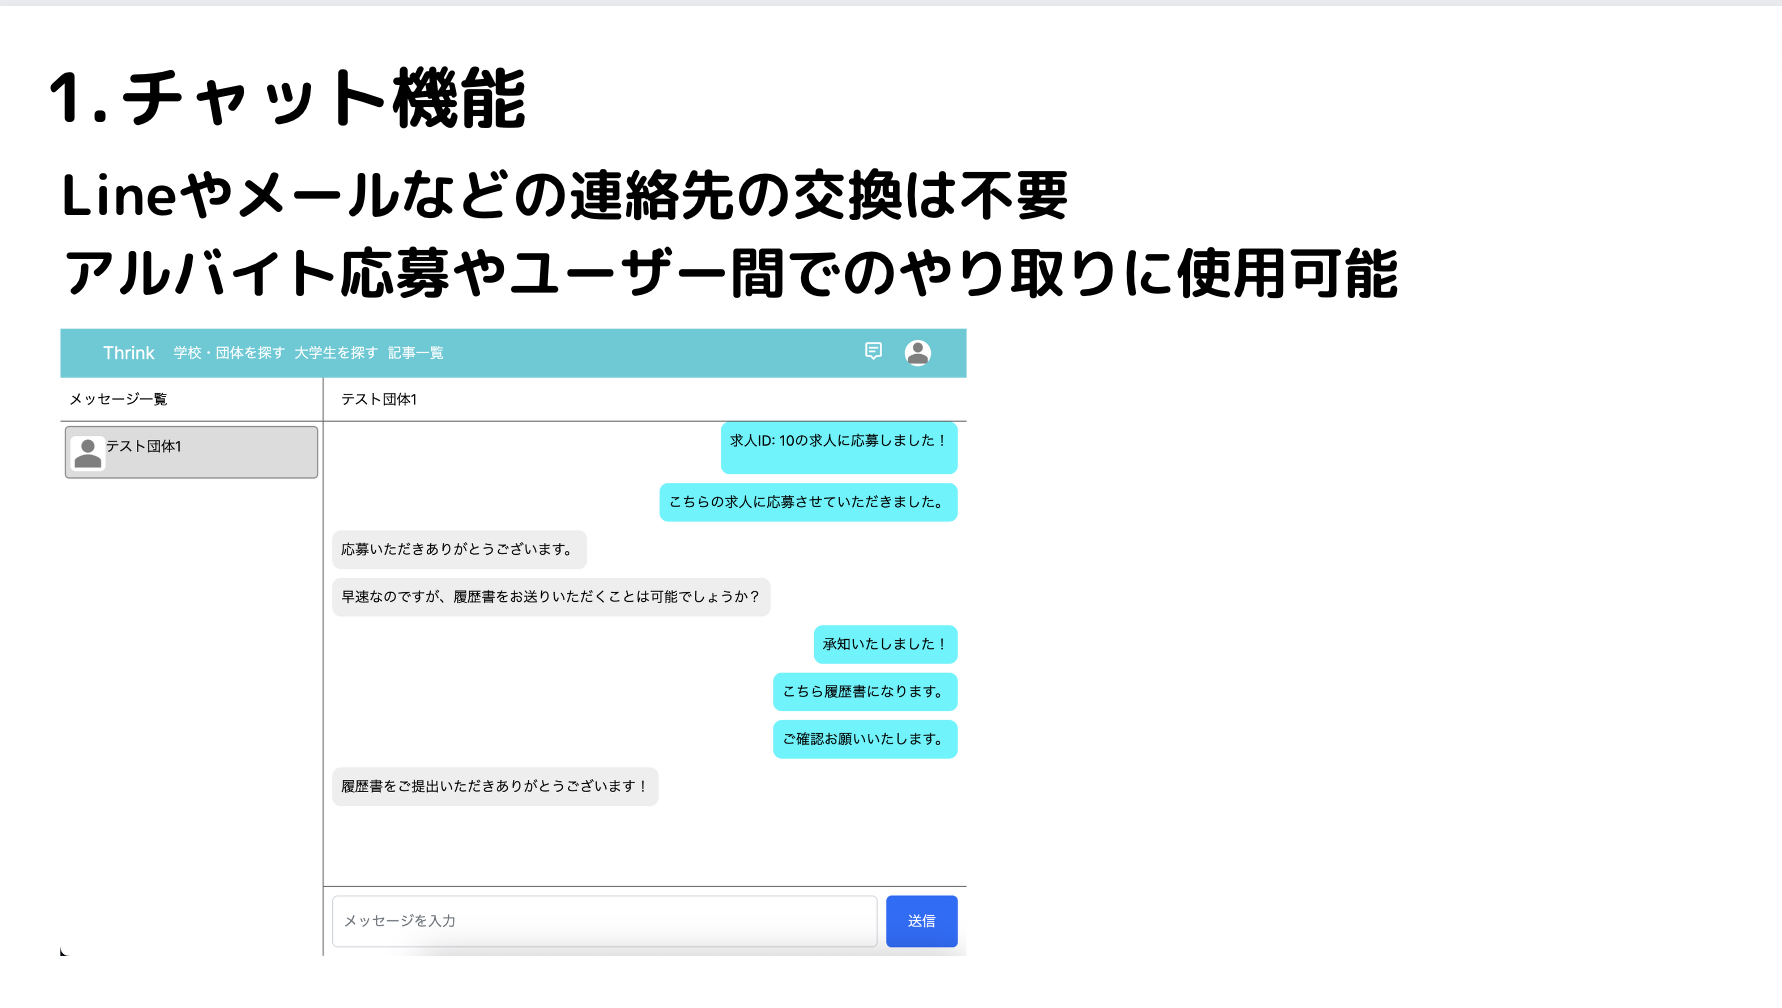 1. チャット機能
Lineやメールなどの連絡先の交換は不要
アルバイト応募やユーザー間でのやり取りに使用可能
Thrink 学校・団体を探す 大学生を探す 記事一覧
メッセージ一覧
テスト団体1
テスト団体1
求人ID: 10の求人に応募しました！
こちらの求人に応募させていただきました。
応募いただきありがとうございます。
早速なのですが、履歴書をお送りいただくことは可能でしょうか？
承知いたしました！
こちら履歴書になります。
ご確認お願いいたします。
履歴書をご提出いただきありがとうございます！
メッセージを入力
送信